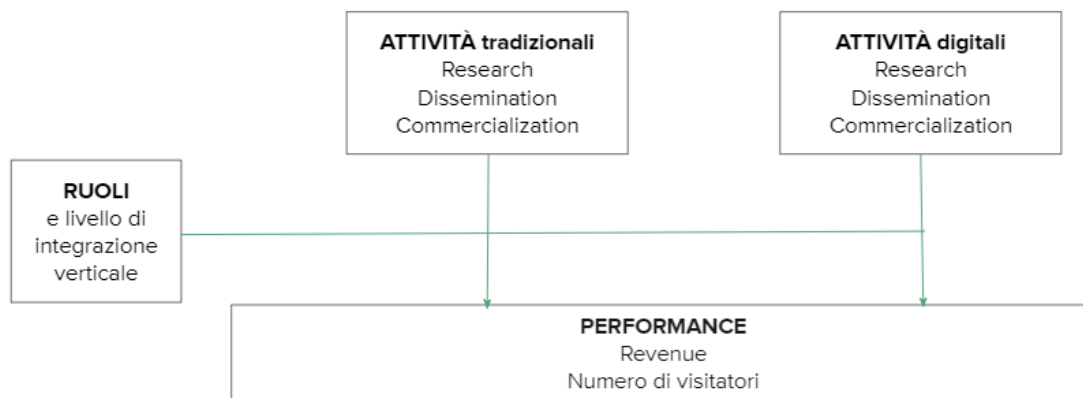 ATTIVITÀ tradizionali
Research
Dissemination
Commercialization
ATTIVITÀ digitali
Research
Dissemination
Commercialization
RUOLI
e livello di
integrazione
verticale
PERFORMANCE
Revenue
Numero di visitatori